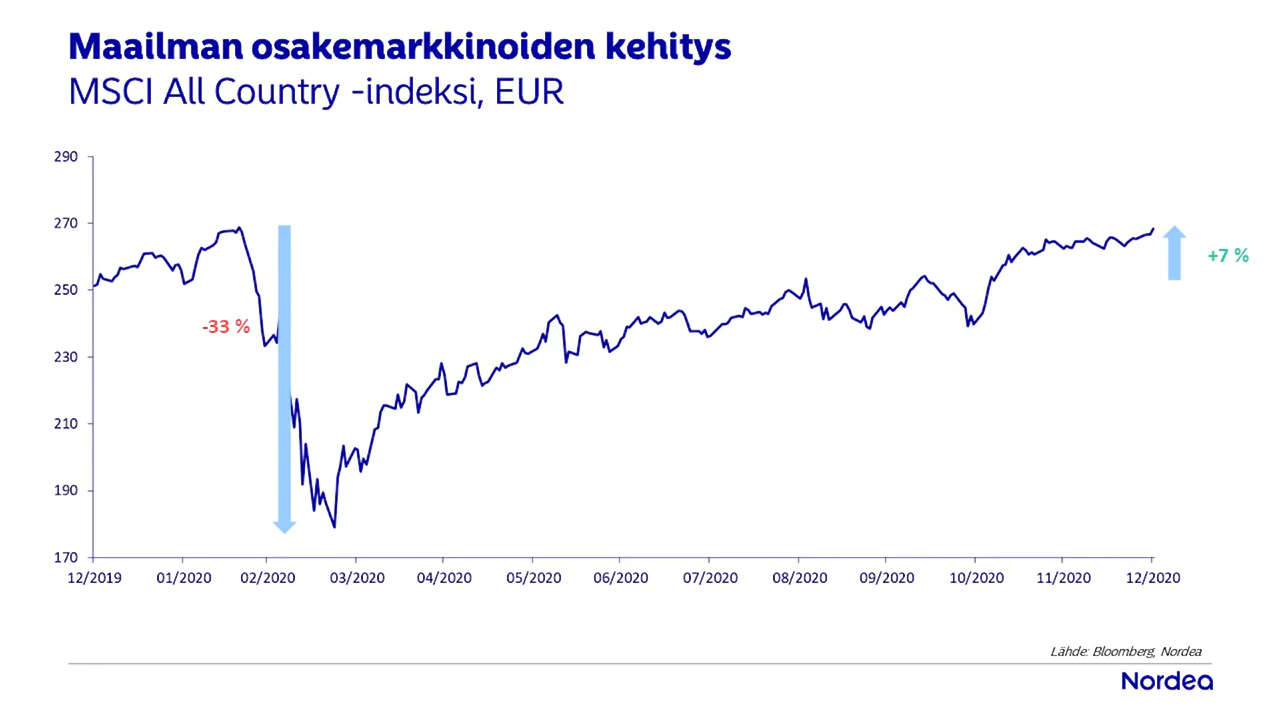 Maailman osakemarkkinoiden kehitys
MSCI All Country -indeksi, EUR
290
270
250
230
210
190
170
-33 %
+7 %
12/2019 01/2020 02/2020 03/2020 04/2020 05/2020 06/2020 07/2020 08/2020 09/2020 10/2020 11/2020 12/2020
Lähde: Bloomberg, Nordea
Nordea